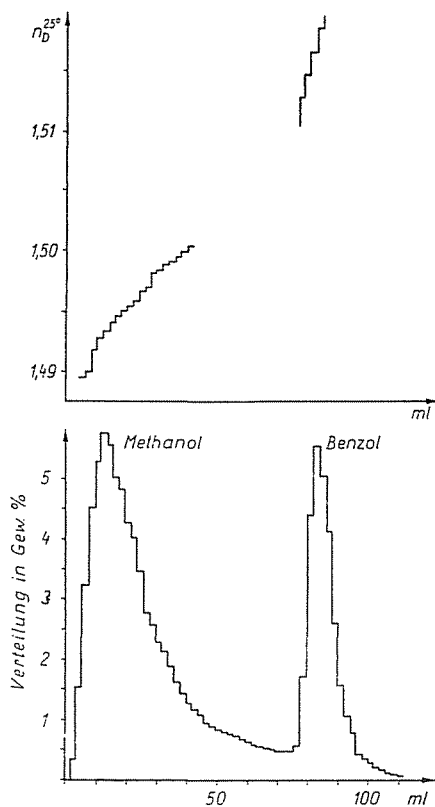 n_D^25°
1,51
1,50
1,49
ml
Methanol
Benzol
Verteilung in Gew. %
5
4
3
2
1
50
100
ml